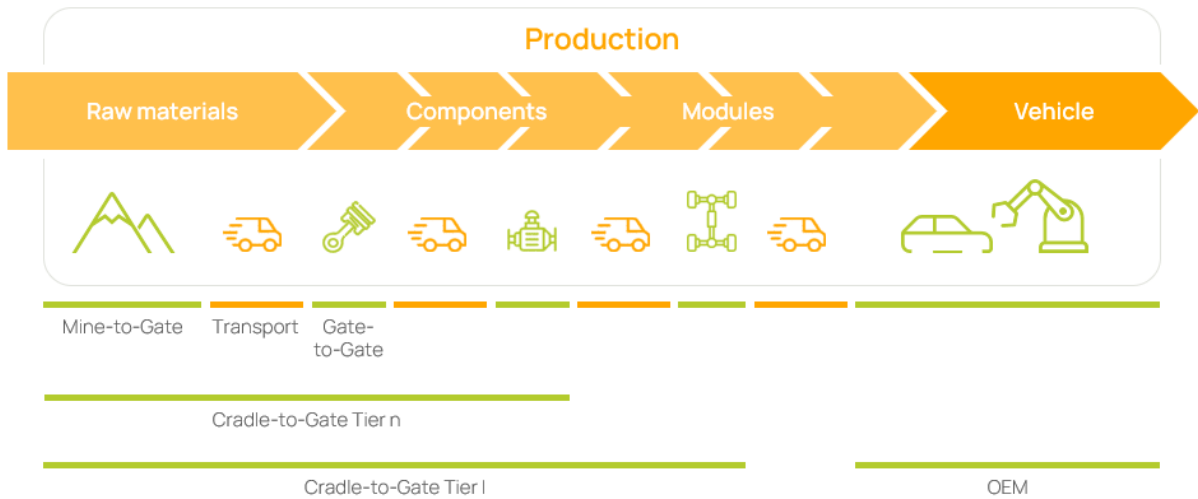 Production
Raw materials
Components
Modules
Vehicle
Mine-to-Gate
Transport
Gate-
to-Gate
Cradle-to-Gate Tier n
Cradle-to-Gate Tier l
OEM